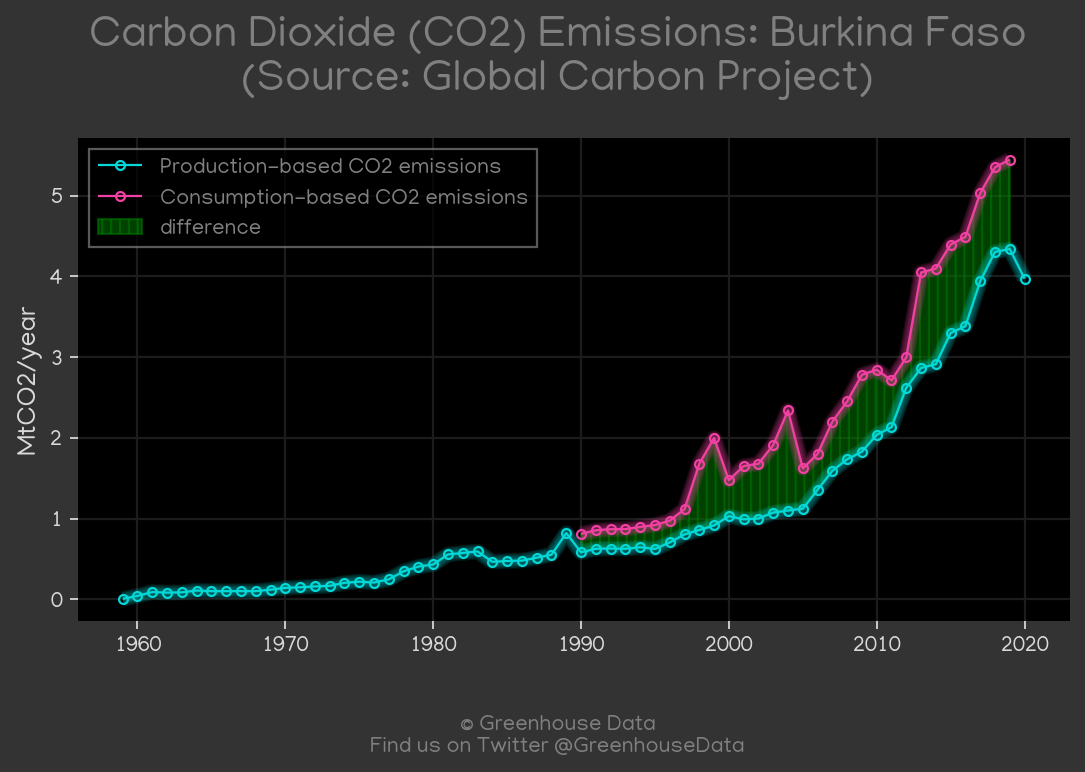 Carbon Dioxide (CO2) Emissions: Burkina Faso
(Source: Global Carbon Project)
Production-based CO2 emissions
Consumption-based CO2 emissions
difference
MtCO2/year
5
4
3
2
1
0
1960 1970 1980 1990 2000 2010 2020
© Greenhouse Data
Find us on Twitter @GreenhouseData